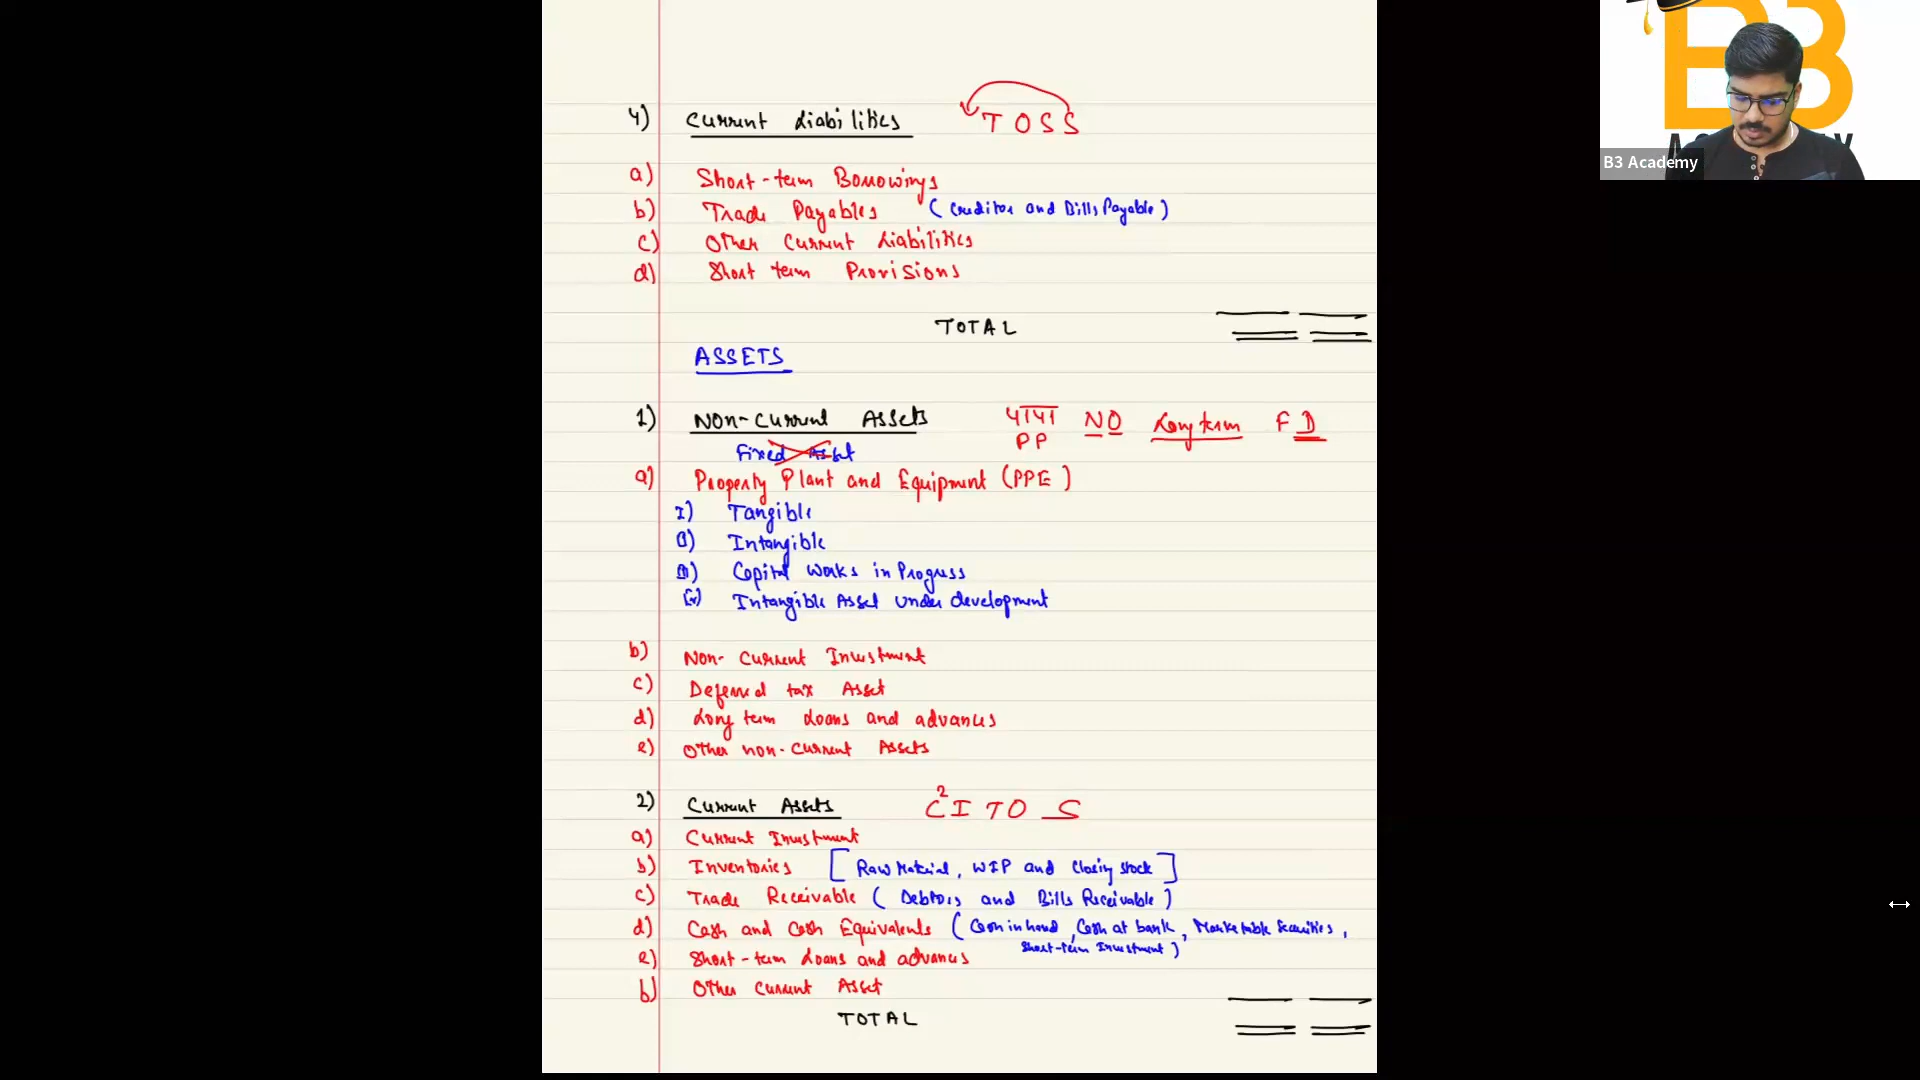 B3
B3 Academy
4) Current Liabilities TOSS
a) Short-term Borrowings
b) Trade Payables (Creditor and Bills Payable)
c) Other Current Liabilities
d) Short term Provisions
TOTAL
ASSETS
1) Non-Current Assets NO Long term F D
PP
Fixed Asset
a) Property Plant and Equipment (PPE)
I) Tangible
II) Intangible
III) Capital Works in Progress
IV) Intangible Asset under development
b) Non-Current Investment
c) Deferred tax Asset
d) Long term Loans and advances
e) Other non-current Assets
2) Current Assets C²ITO S
a) Current Investment
b) Inventories [Raw Material, WIP and Closing stock]
c) Trade Receivable (Debtors and Bills Receivable)
d) Cash and Cash Equivalents (Cash in hand, Cash at bank, Marketable Securities,
Short-term Investment)
e) Short-term Loans and advances
b) Other Current Asset
TOTAL